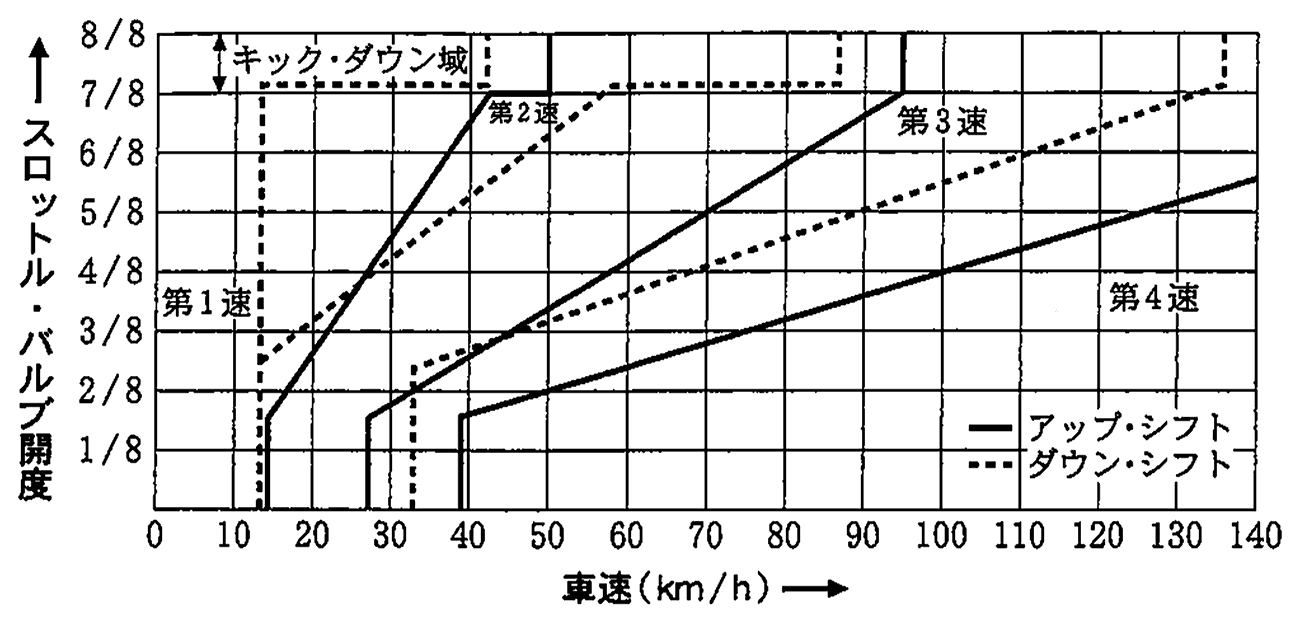 8/8
キック・ダウン域
7/8
第2速
第3速
6/8
5/8
4/8
第1速
第4速
3/8
2/8
1/8
アップ・シフト
ダウン・シフト
スロットル・バルブ開度
0 10 20 30 40 50 60 70 80 90 100 110 120 130 140
車速(km/h)